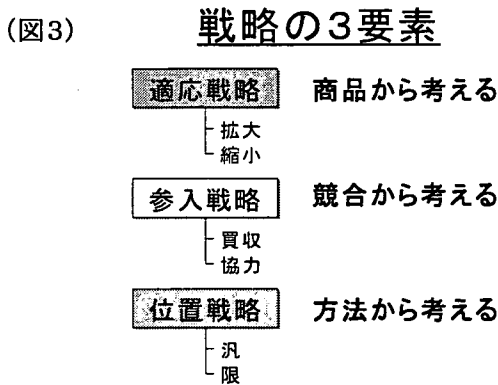 (図3) 戦略の3要素
適応戦略 商品から考える
拡大
縮小
参入戦略 競合から考える
買収
協力
位置戦略 方法から考える
汎
限